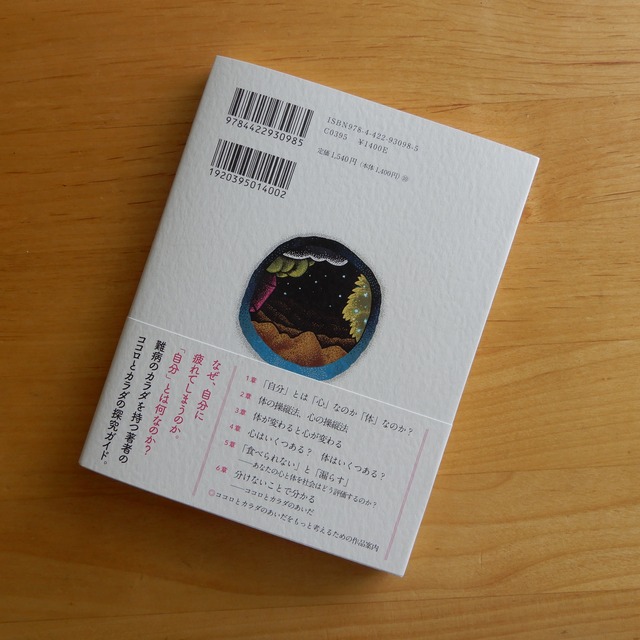 9784422930985
1920395014002
ISBN978-4-422-93098-5
C0395 ¥1400E
定価1,540円(本体1,400円)⑩
なぜ、自分に
疲れてしまうのか。
「自分」とは何なのか?
難病のカラダを持つ著者の
ココロとカラダの探究ガイド。
1章 「自分」とは「心」なのか「体」なのか?
2章 体の操縦法、心の操縦法
3章 体が変わると心が変わる
4章 心はいくつある? 体はいくつある?
5章 「食べられない」と「漏らす」
──あなたの心と体を社会はどう評価するのか?
6章 分けないことで分かる
──ココロとカラダのあいだ
◎ココロとカラダのあいだをもっと考えるための作品案内